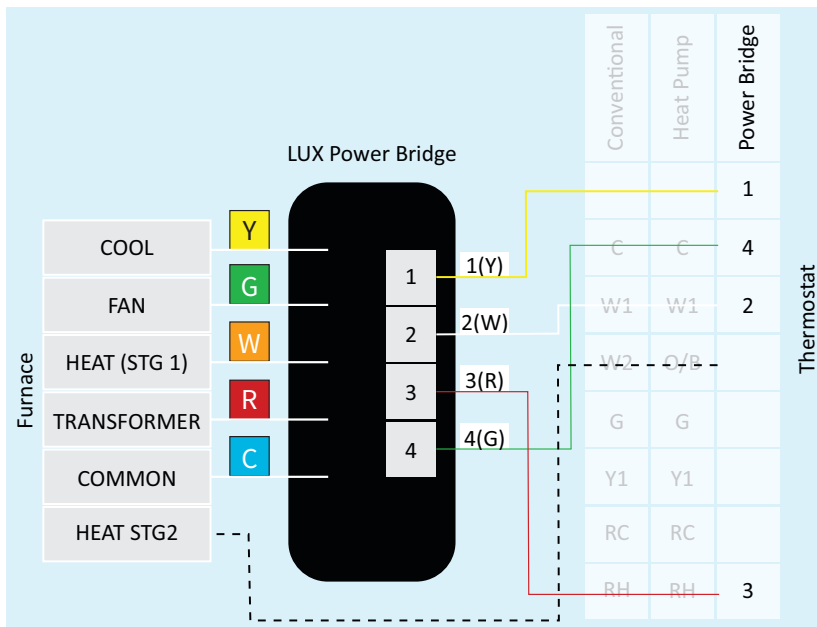 LUX Power Bridge
Furnace
COOL
FAN
HEAT (STG 1)
TRANSFORMER
COMMON
HEAT STG2
Y
G
W
R
C
1
2
3
4
1(Y)
2(W)
3(R)
4(G)
Conventional
Heat Pump
Power Bridge
1
C C 4
W1 W1 2
W2 O/B
G G
Y1 Y1
RC RC
RH RH 3
Thermostat